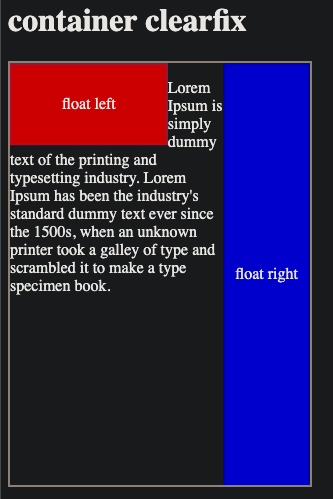 container clearfix
float left
Lorem
Ipsum is
simply
dummy
text of the printing and
typesetting industry. Lorem
Ipsum has been the industry's
standard dummy text ever since
the 1500s, when an unknown
printer took a galley of type and
scrambled it to make a type
specimen book.
float right